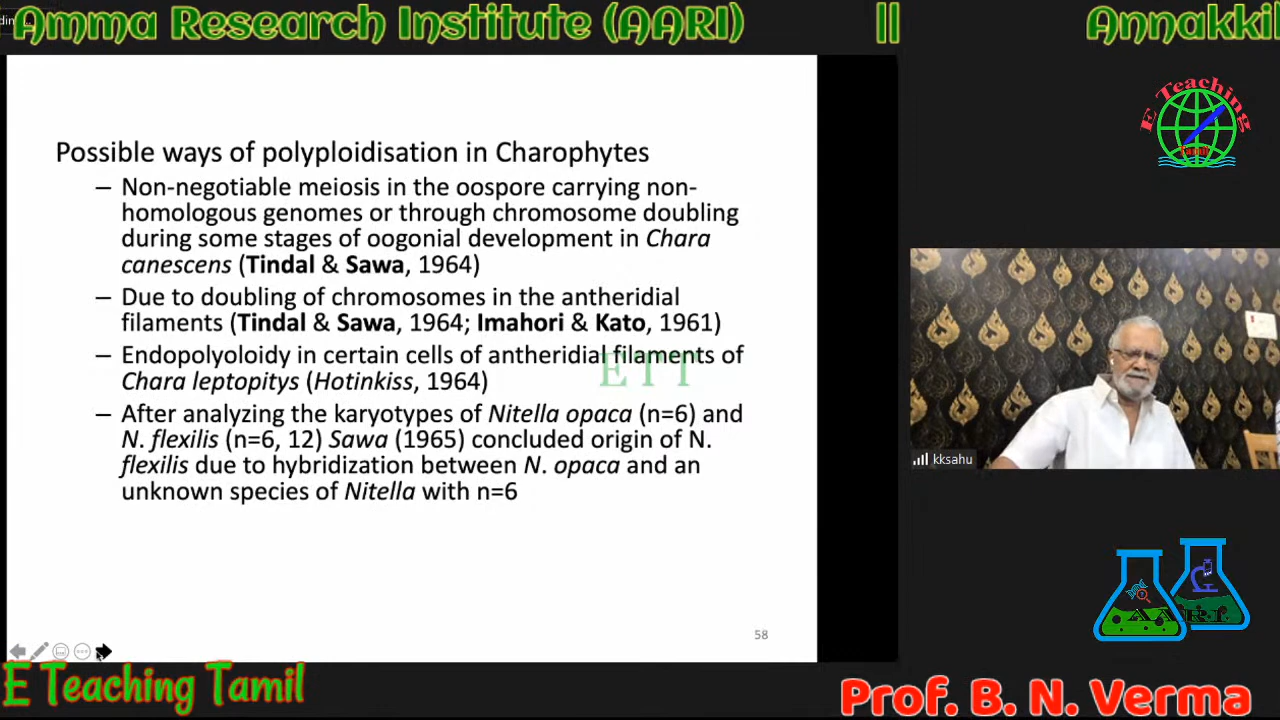 Amma Research Institute (AARI) || Annakkil
Possible ways of polyploidisation in Charophytes
– Non-negotiable meiosis in the oospore carrying non-
homologous genomes or through chromosome doubling
during some stages of oogonial development in Chara
canescens (Tindal & Sawa, 1964)
– Due to doubling of chromosomes in the antheridial
filaments (Tindal & Sawa, 1964; Imahori & Kato, 1961)
– Endopolyoloidy in certain cells of antheridial filaments of
Chara leptopitys (Hotinkiss, 1964)
– After analyzing the karyotypes of Nitella opaca (n=6) and
N. flexilis (n=6, 12) Sawa (1965) concluded origin of N.
flexilis due to hybridization between N. opaca and an
unknown species of Nitella with n=6
ETT
58
E Teaching
Tamil
kksahu
AARI
E Teaching Tamil
Prof. B. N. Verma